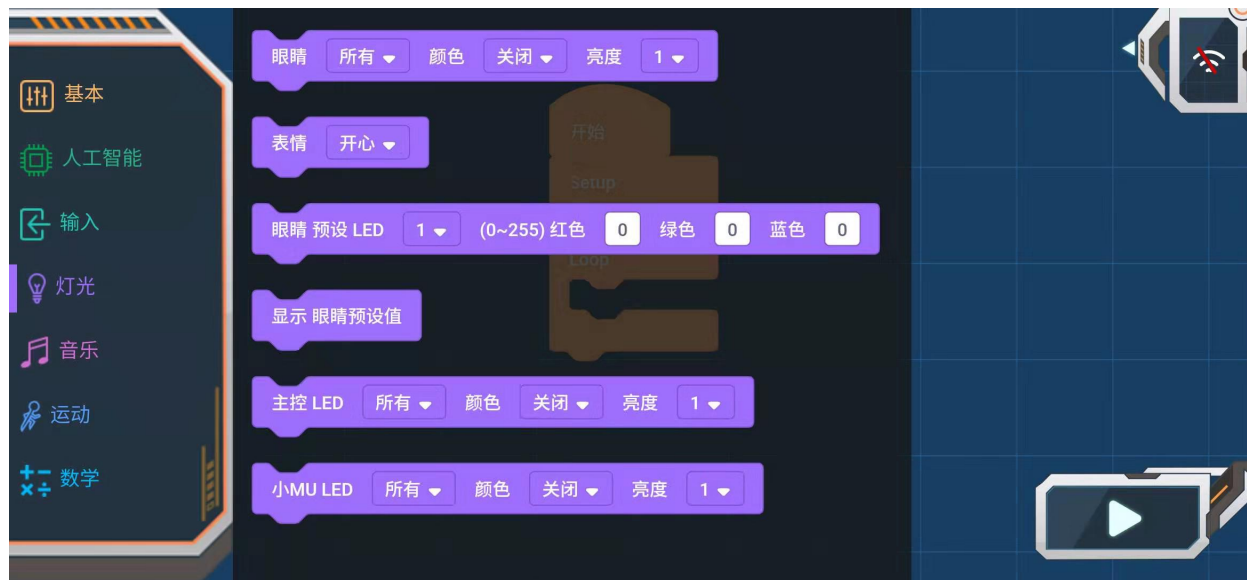 基本
人工智能
输入
灯光
音乐
运动
数学
眼睛 所有 颜色 关闭 亮度 1
表情 开心
开始
Setup
眼睛 预设 LED 1 (0~255) 红色 0 绿色 0 蓝色 0
Loop
显示 眼睛预设值
主控 LED 所有 颜色 关闭 亮度 1
小MU LED 所有 颜色 关闭 亮度 1